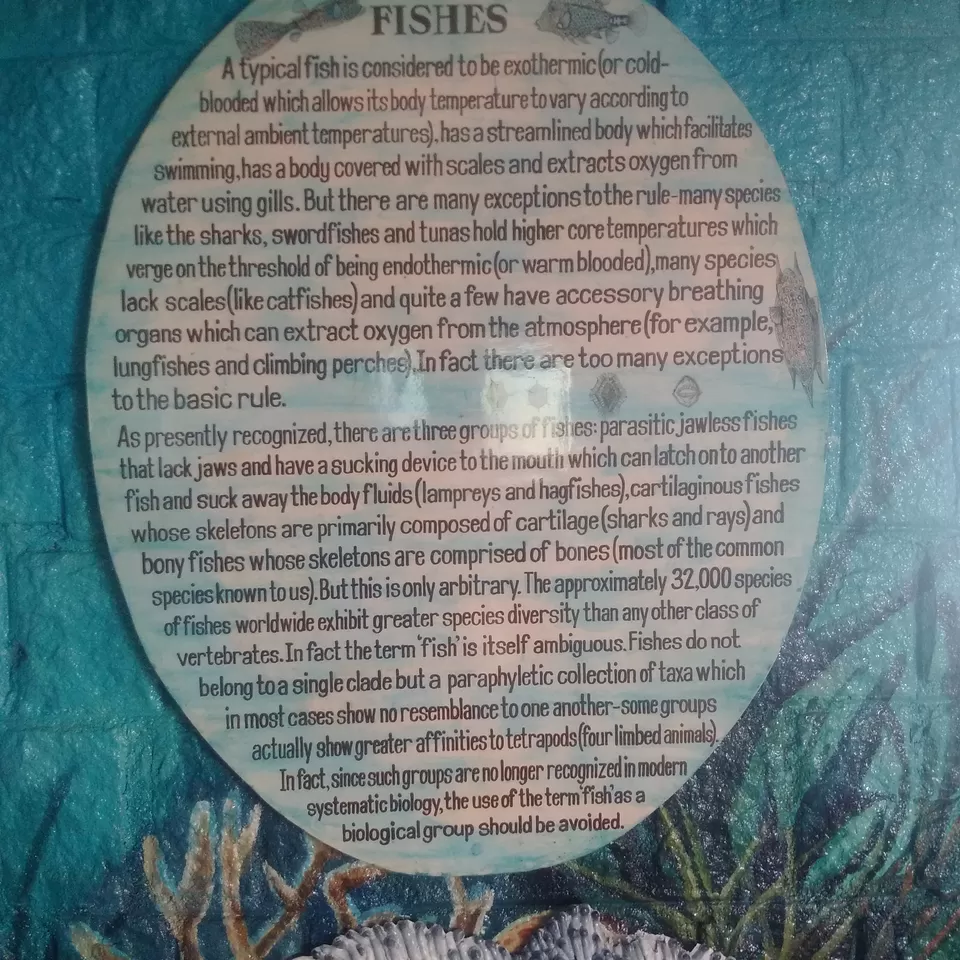 FISHES
A typical fish is considered to be exothermic (or cold-
blooded which allows its body temperature to vary according to
external ambient temperatures), has a streamlined body which facilitates
swimming, has a body covered with scales and extracts oxygen from
water using gills. But there are many exceptions to the rule-many species
like the sharks, swordfishes and tunas hold higher core temperatures which
verge on the threshold of being endothermic (or warm blooded), many species
lack scales (like catfishes) and quite a few have accessory breathing
organs which can extract oxygen from the atmosphere (for example,
lungfishes and climbing perches). In fact there are too many exceptions
to the basic rule.
As presently recognized, there are three groups of fishes: parasitic jawless fishes
that lack jaws and have a sucking device to the mouth which can latch onto another
fish and suck away the body fluids (lampreys and hagfishes), cartilaginous fishes
whose skeletons are primarily composed of cartilage (sharks and rays) and
bony fishes whose skeletons are comprised of bones (most of the common
species known to us). But this is only arbitrary. The approximately 32,000 species
of fishes worldwide exhibit greater species diversity than any other class of
vertebrates. In fact the term 'fish' is itself ambiguous. Fishes do not
belong to a single clade but a paraphyletic collection of taxa which
in most cases show no resemblance to one another-some groups
actually show greater affinities to tetrapods (four limbed animals).
In fact, since such groups are no longer recognized in modern
systematic biology, the use of the term 'fish' as a
biological group should be avoided.